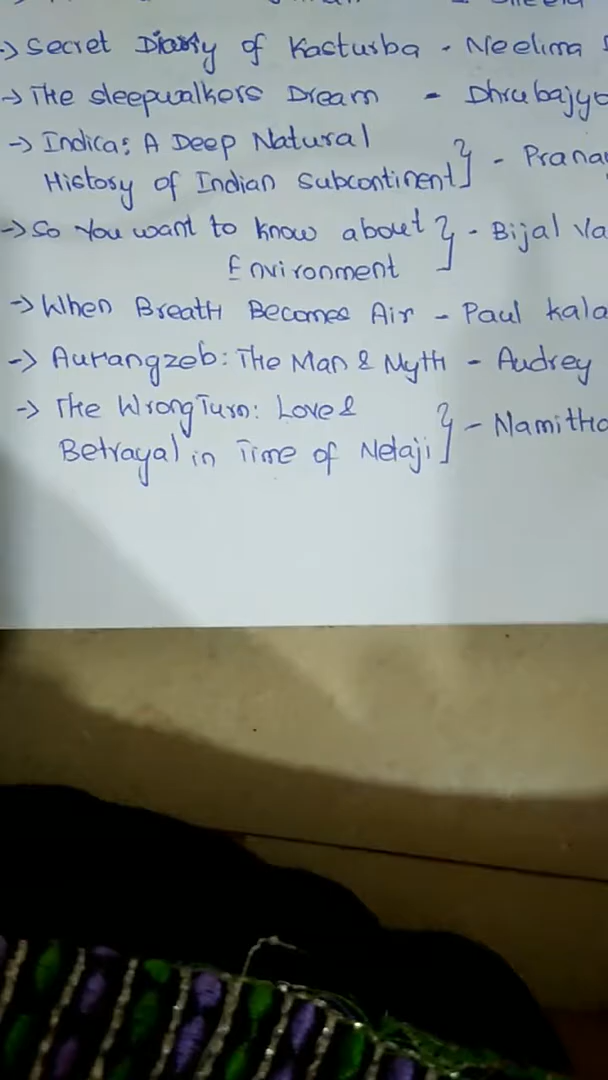 -> Secret Diary of Kasturba - Neelima
-> The Sleepwalkers Dream - Dhrubajyo
-> Indica: A Deep Natural
History of Indian Subcontinent} - Prana
-> So You want to know about
Environment } - Bijal Va
-> When Breath Becomes Air - Paul Kala
-> Aurangzeb: The Man & Myth - Audrey
-> The Wrong Turn: Love &
Betrayal in Time of Netaji } - Namitha